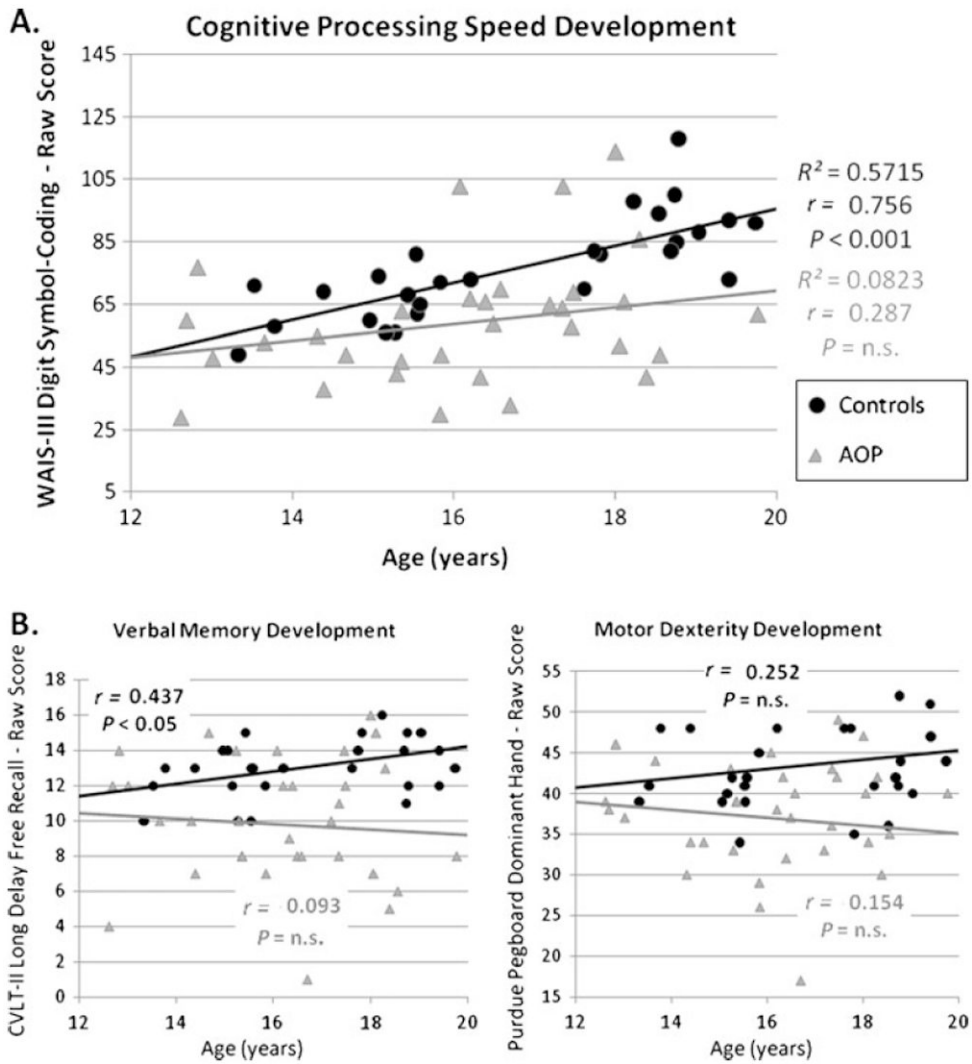 A.
Cognitive Processing Speed Development
WAIS-III Digit Symbol-Coding - Raw Score
145
125
105
85
65
45
25
5
12
14
16
18
20
Age (years)
R² = 0.5715
r = 0.756
P < 0.001
R² = 0.0823
r = 0.287
P = n.s.
Controls
AOP
B.
Verbal Memory Development
CVLT-II Long Delay Free Recall - Raw Score
18
16
14
12
10
8
6
4
2
0
12
14
16
18
20
Age (years)
r = 0.437
P < 0.05
r = 0.093
P = n.s.
Motor Dexterity Development
Purdue Pegboard Dominant Hand - Raw Score
55
50
45
40
35
30
25
20
15
12
14
16
18
20
Age (years)
r = 0.252
P = n.s.
r = 0.154
P = n.s.